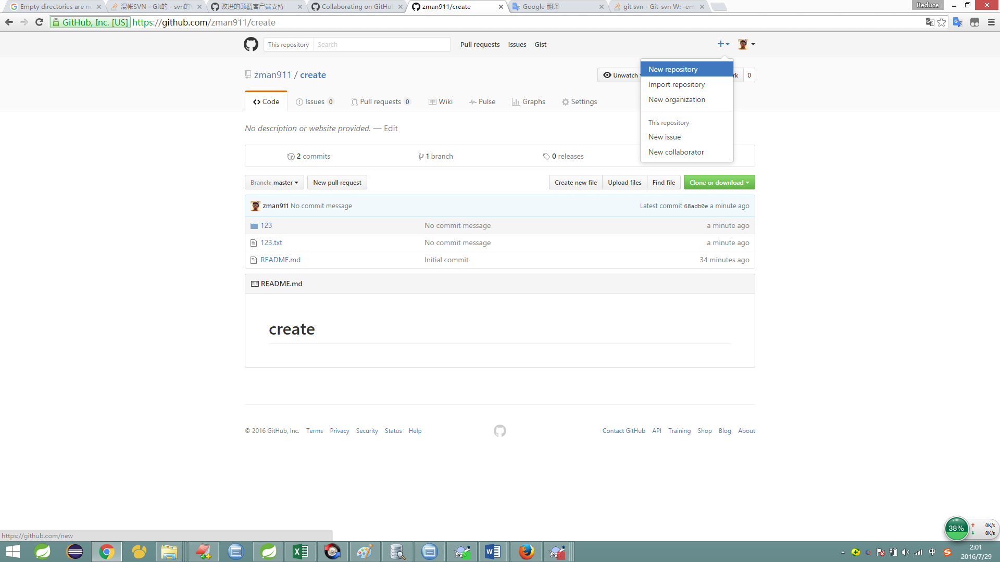 Empty directories are no
混帐SVN - Git的 - svn的W
改进的颠覆客户端支持
Collaborating on GitHub
zman911/create
Google 翻译
git svn - Git-svn W: -em
Reduce
GitHub, Inc. [US] https://github.com/zman911/create
This repository Search Pull requests Issues Gist
zman911 / create
Unwatch
rk 0
New repository
Import repository
New organization
This repository
New issue
New collaborator
Code Issues 0 Pull requests 0 Wiki Pulse Graphs Settings
No description or website provided. — Edit
2 commits 1 branch 0 releases
Branch: master New pull request Create new file Upload files Find file Clone or download
zman911 No commit message Latest commit 68adb0e a minute ago
123 No commit message a minute ago
123.txt No commit message a minute ago
README.md Initial commit 34 minutes ago
README.md
create
© 2016 GitHub, Inc. Terms Privacy Security Status Help Contact GitHub API Training Shop Blog About
38% 0K/s
0K/s
https://github.com/new
中
2:01
2016/7/29